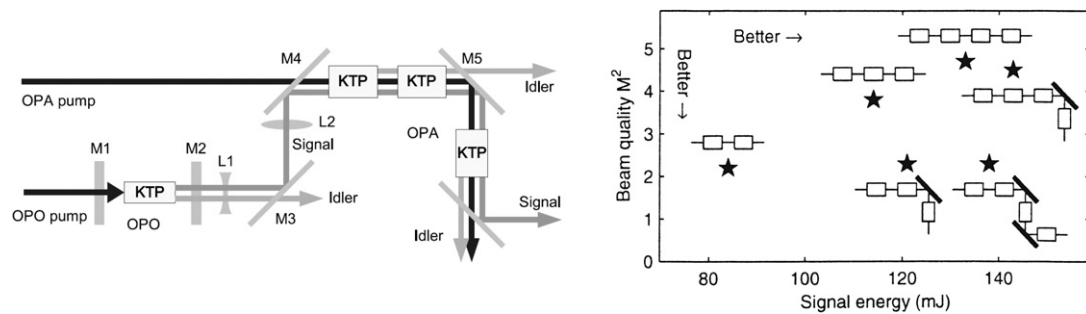 M4
M5
KTP
KTP
Idler
OPA pump
L2
OPA
Signal
KTP
M1
M2
L1
KTP
Idler
OPO pump
OPO
M3
Signal
Idler
Beam quality M²
5
4
3
2
1
0
Better →
Better →
80
100
120
140
Signal energy (mJ)